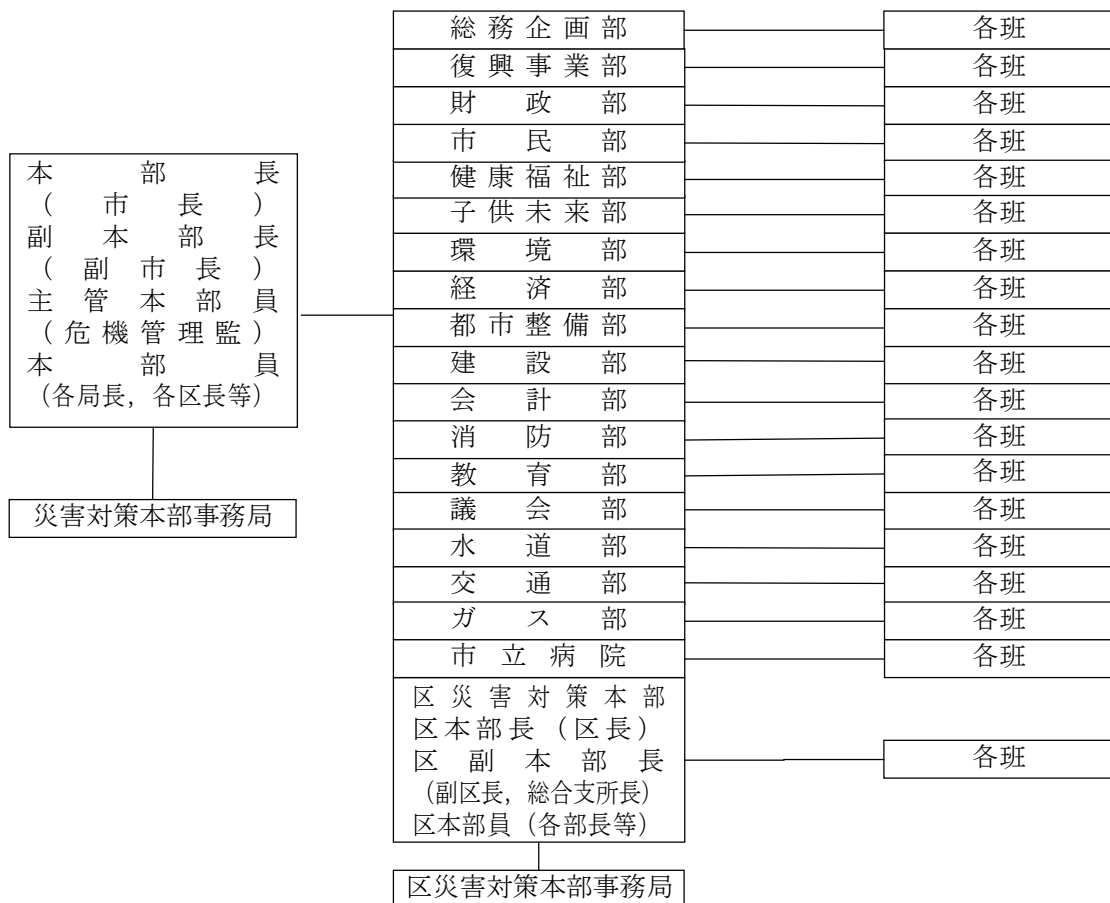 本部長
（市長）
副本部長
（副市長）
主管本部員
（危機管理監）
本部員
（各局長，各区長等）
災害対策本部事務局
総務企画部
各班
復興事業部
各班
財政部
各班
市民部
各班
健康福祉部
各班
子供未来部
各班
環境部
各班
経済部
各班
都市整備部
各班
建設部
各班
会計部
各班
消防部
各班
教育部
各班
議会部
各班
水道部
各班
交通部
各班
ガス部
各班
市立病院
各班
区災害対策本部
区本部長（区長）
区副本部長
（副区長，総合支所長）
区本部員（各部長等）
各班
区災害対策本部事務局